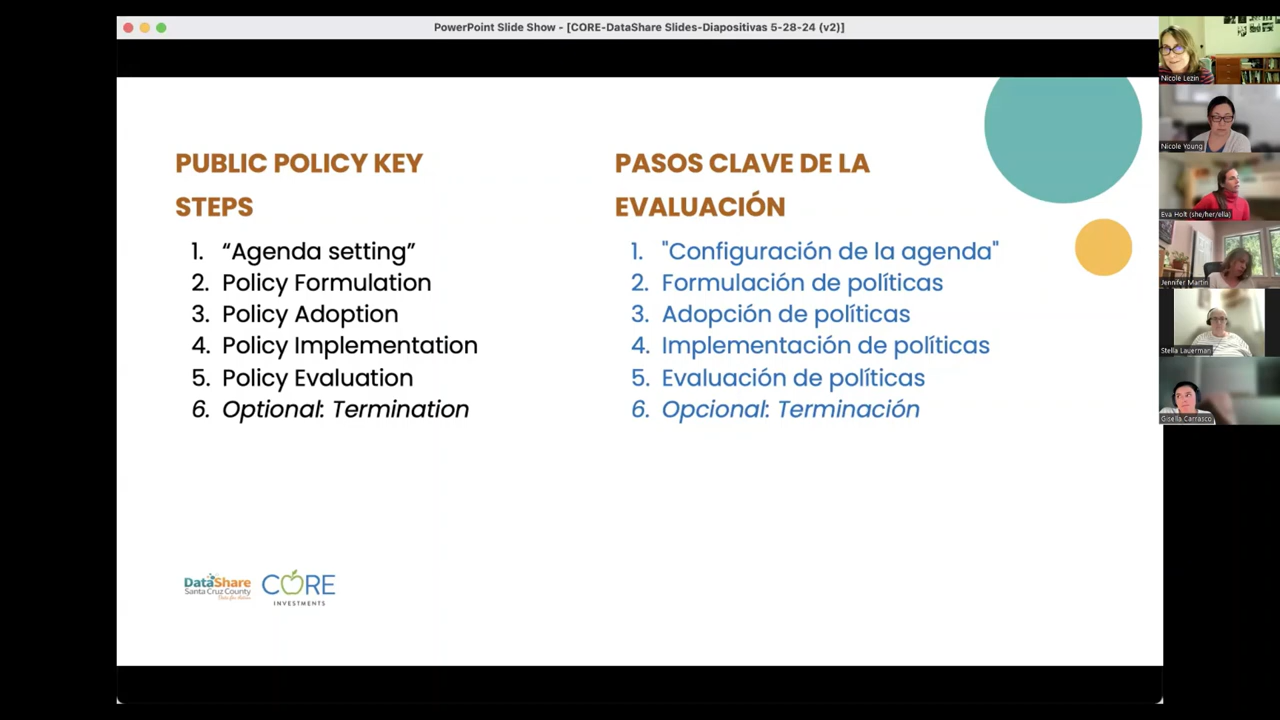 PowerPoint Slide Show - [CORE-DataShare Slides-Diapositivas 5-28-24 (v2)]
PUBLIC POLICY KEY
STEPS
1. “Agenda setting”
2. Policy Formulation
3. Policy Adoption
4. Policy Implementation
5. Policy Evaluation
6. Optional: Termination
PASOS CLAVE DE LA
EVALUACIÓN
1. "Configuración de la agenda"
2. Formulación de políticas
3. Adopción de políticas
4. Implementación de políticas
5. Evaluación de políticas
6. Opcional: Terminación
DataShare
Santa Cruz County
Data for Action
CORE
INVESTMENTS
Nicole Lezin
Nicole Young
Eva Holt (she/her/ella)
Jennifer Martin
Stella Lauerman
Gisella Carrasco